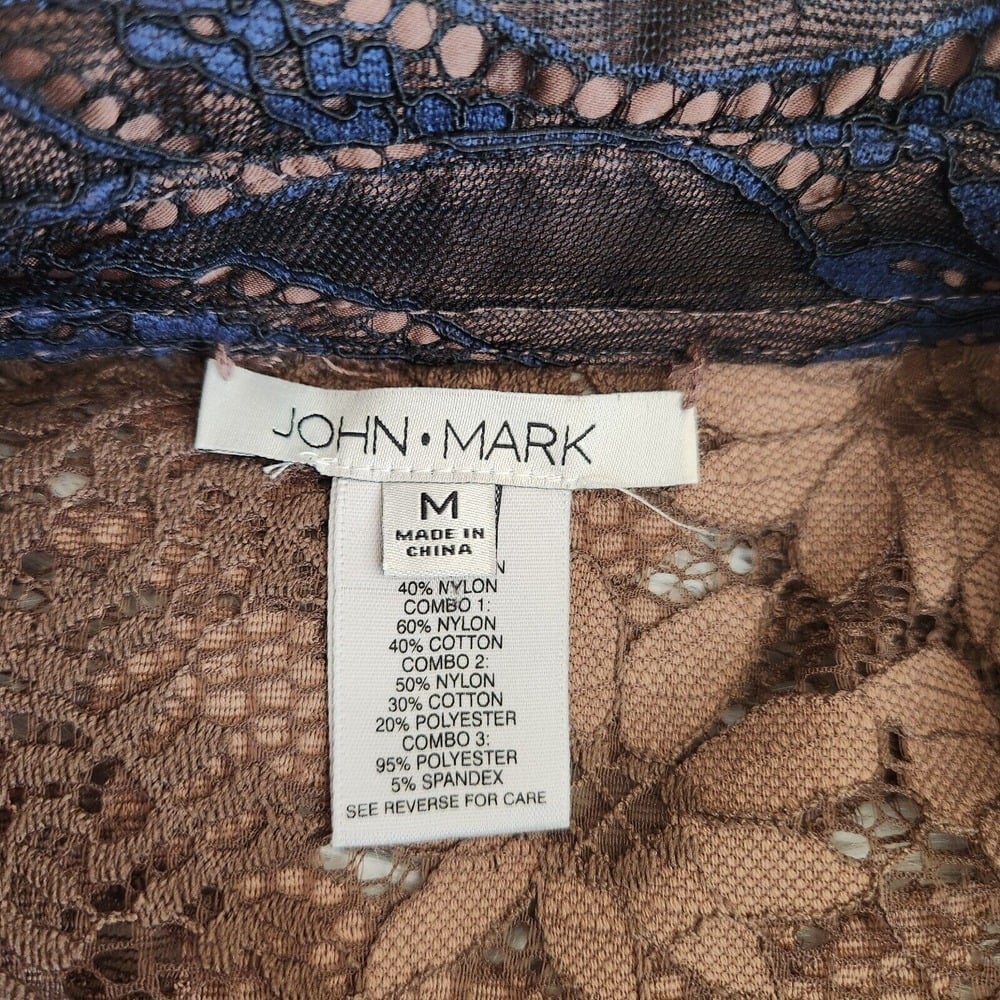 JOHN•MARK
M
MADE IN
CHINA
40% NYLON
COMBO 1:
60% NYLON
40% COTTON
COMBO 2:
50% NYLON
30% COTTON
20% POLYESTER
COMBO 3:
95% POLYESTER
5% SPANDEX
SEE REVERSE FOR CARE